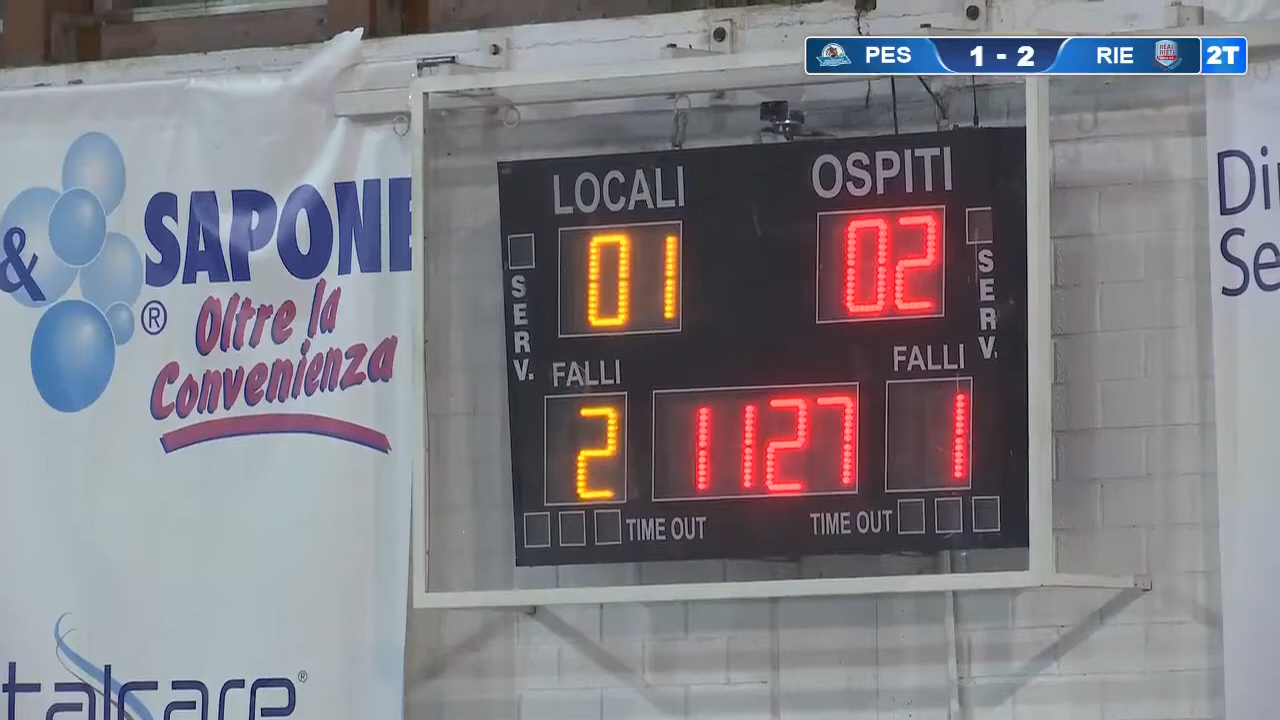 PES 1 - 2 RIE 2T
& SAPONE
®
Oltre la
Convenienza
LOCALI OSPITI
01 02
SERV. SERV.
FALLI FALLI
2 1127 1
TIME OUT TIME OUT
Di
Se
talcare®